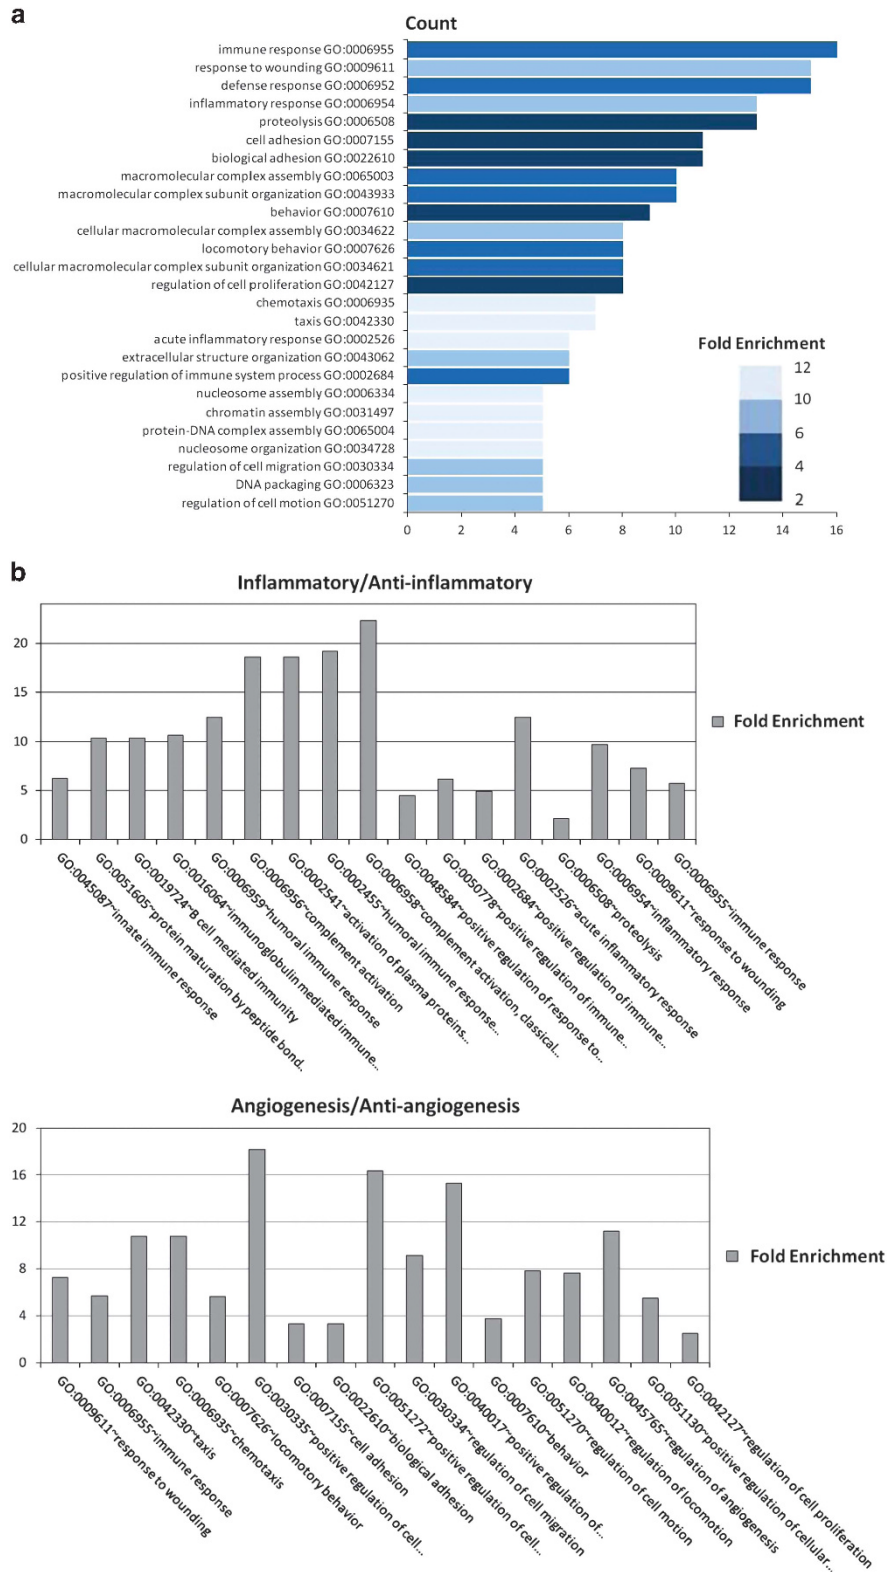 a
Count
immune response GO:0006955
response to wounding GO:0009611
defense response GO:0006952
inflammatory response GO:0006954
proteolysis GO:0006508
cell adhesion GO:0007155
biological adhesion GO:0022610
macromolecular complex assembly GO:0065003
macromolecular complex subunit organization GO:0043933
behavior GO:0007610
cellular macromolecular complex assembly GO:0034622
locomotory behavior GO:0007626
cellular macromolecular complex subunit organization GO:0034621
regulation of cell proliferation GO:0042127
chemotaxis GO:0006935
taxis GO:0042330
acute inflammatory response GO:0002526
extracellular structure organization GO:0043062
positive regulation of immune system process GO:0002684
nucleosome assembly GO:0006334
chromatin assembly GO:0031497
protein-DNA complex assembly GO:0065004
nucleosome organization GO:0034728
regulation of cell migration GO:0030334
DNA packaging GO:0006323
regulation of cell motion GO:0051270
0 2 4 6 8 10 12 14 16
Fold Enrichment
12
10
6
4
2
b
Inflammatory/Anti-inflammatory
20
15
10
5
0
Fold Enrichment
GO:0045087~innate immune response
GO:0051605~protein maturation by peptide bond..
GO:0019724~B cell mediated immunity
GO:0016064~immunoglobulin mediated immune...
GO:0006959~humoral immune response
GO:0006956~complement activation
GO:0002541~activation of plasma proteins...
GO:0002455~humoral immune response...
GO:0006958~complement activation, classical...
GO:0048584~positive regulation of response to...
GO:0050778~positive regulation of immune...
GO:0002684~positive regulation of immune...
GO:0002526~acute inflammatory response
GO:0006508~proteolysis
GO:0006954~inflammatory response
GO:0009611~response to wounding
GO:0006955~immune response
Angiogenesis/Anti-angiogenesis
20
16
12
8
4
0
Fold Enrichment
GO:0009611~response to wounding
GO:0006955~immune response
GO:0042330~taxis
GO:0006935~chemotaxis
GO:0007626~locomotory behavior
GO:0030335~positive regulation of cell...
GO:0007155~cell adhesion
GO:0022610~biological adhesion
GO:0051272~positive regulation of cell...
GO:0030334~regulation of cell migration
GO:0040017~positive regulation of...
GO:0007610~behavior
GO:0051270~regulation of cell motion
GO:0040012~regulation of locomotion
GO:0045765~regulation of angiogenesis
GO:0051130~positive regulation of cellular...
GO:0042127~regulation of cell proliferation